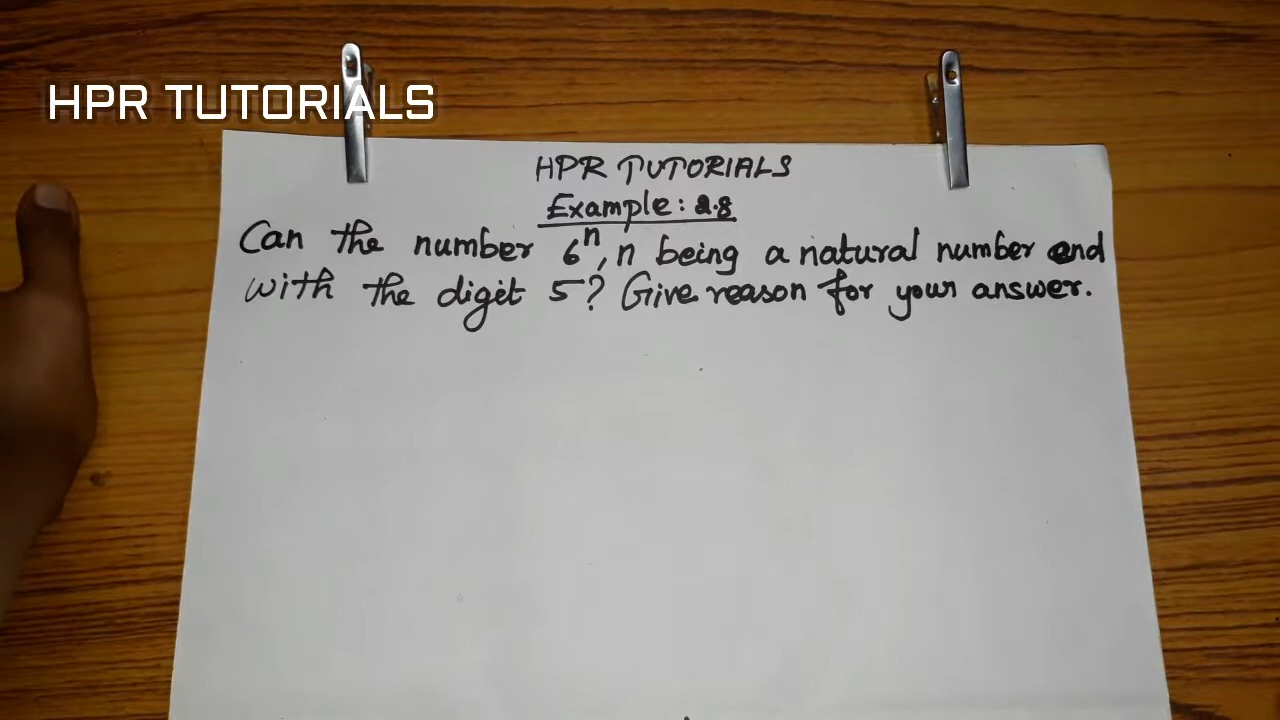 HPR TUTORIALS
HPR TUTORIALS
Example: 2.8
Can the number 6ⁿ, n being a natural number end
with the digit 5? Give reason for your answer.